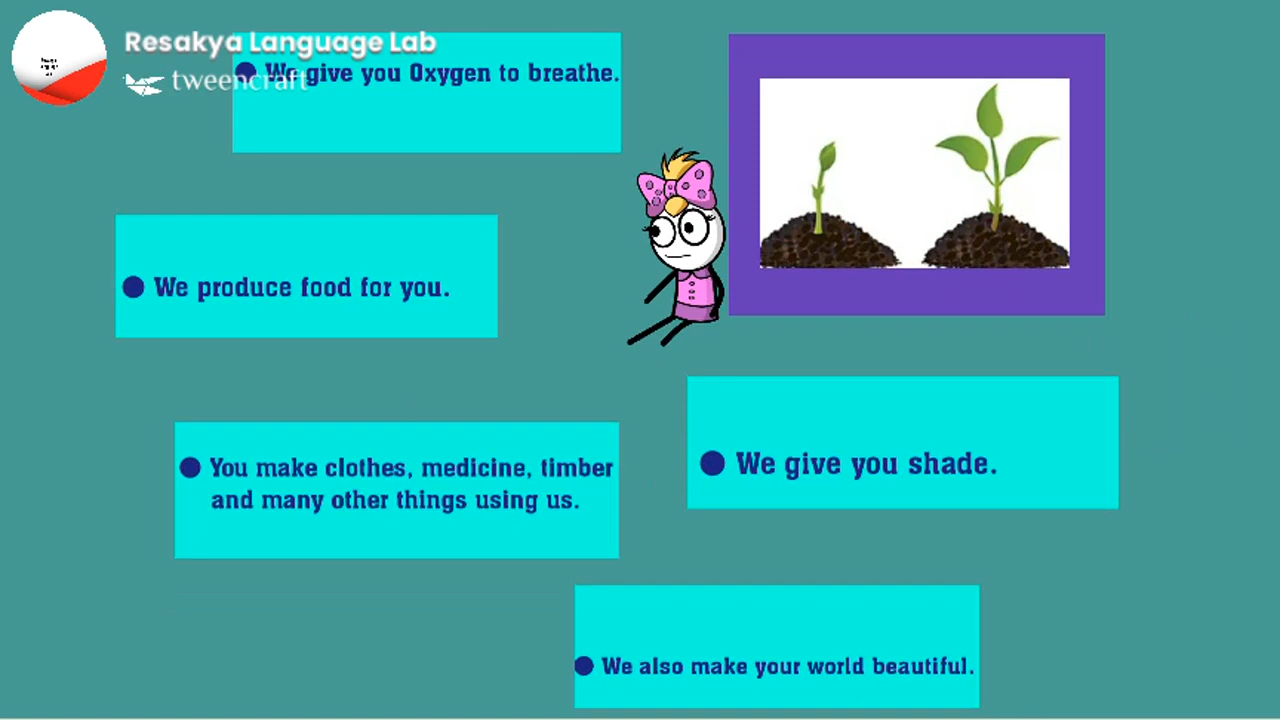 Resakya Language Lab
tweencraft
We give you Oxygen to breathe.
We produce food for you.
You make clothes, medicine, timber
and many other things using us.
We give you shade.
We also make your world beautiful.